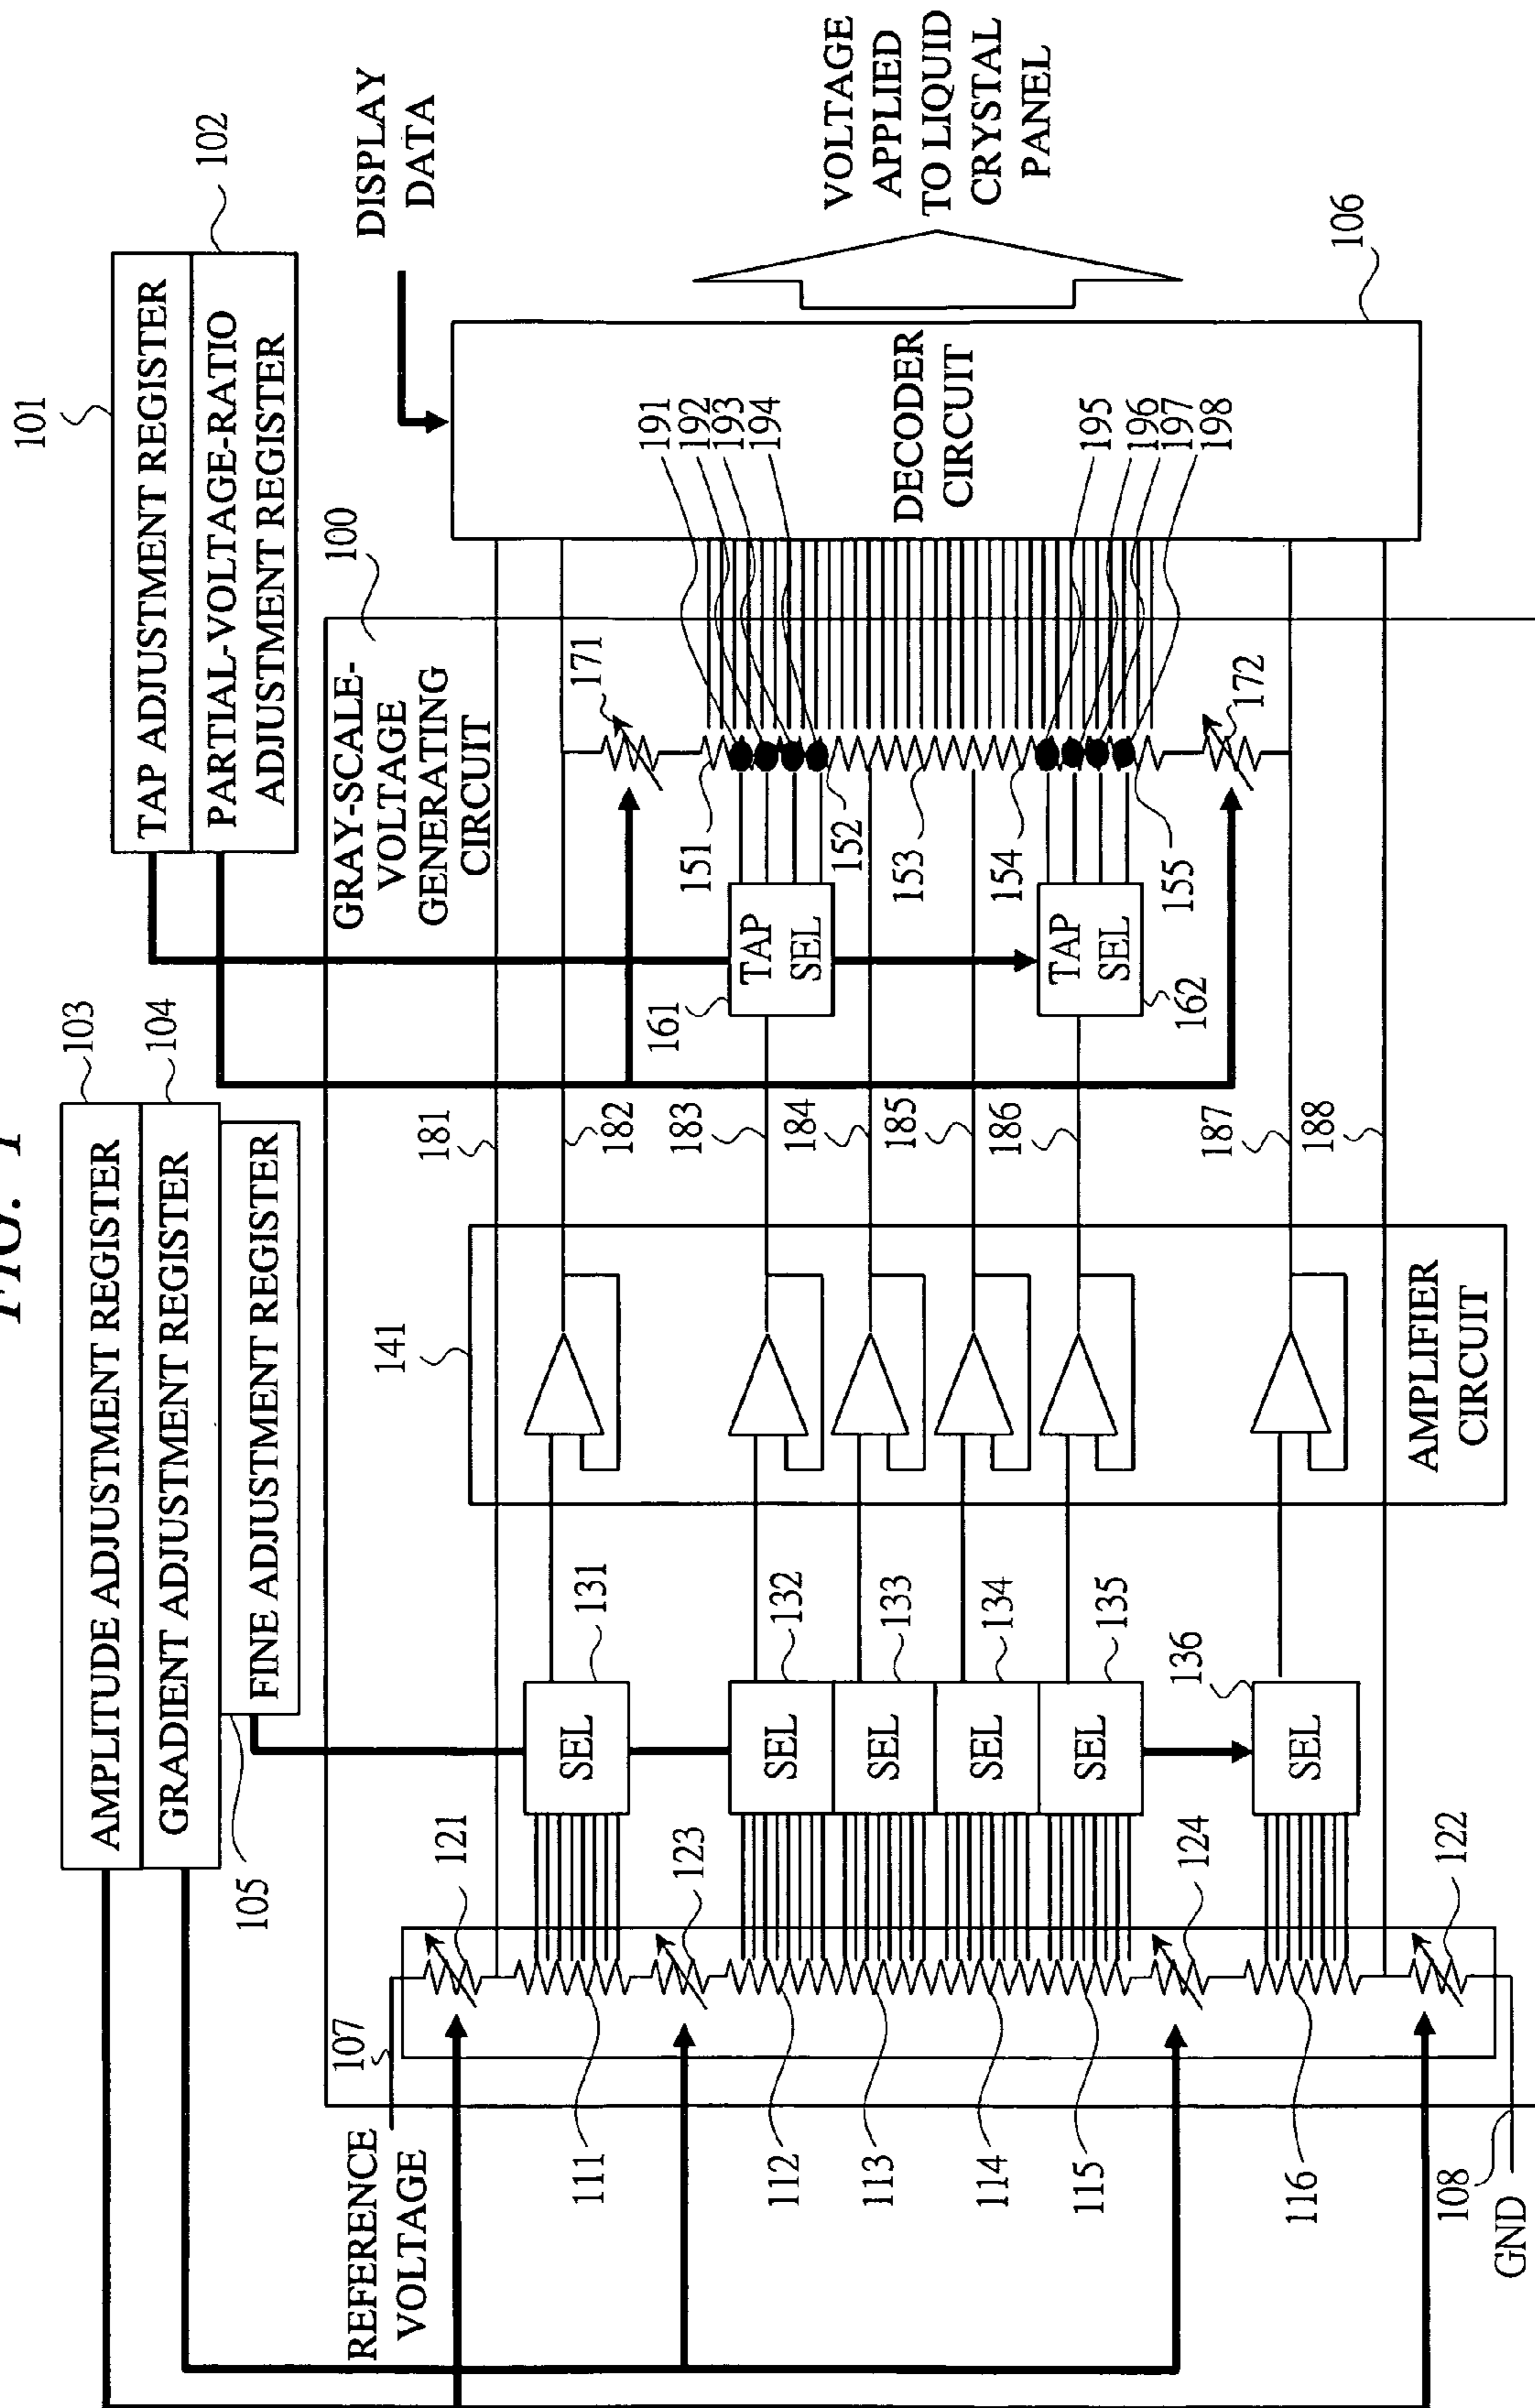 FIG. 1
103
AMPLITUDE ADJUSTMENT REGISTER
104
GRADIENT ADJUSTMENT REGISTER
FINE ADJUSTMENT REGISTER
105
101
TAP ADJUSTMENT REGISTER
102
PARTIAL-VOLTAGE-RATIO
ADJUSTMENT REGISTER
REFERENCE
VOLTAGE
107
121
111
123
112
113
114
115
124
116
122
108
GND
SEL
131
SEL
132
SEL
133
SEL
134
SEL
135
SEL
136
141
AMPLIFIER
CIRCUIT
181
182
183
184
185
186
187
188
GRAY-SCALE-
VOLTAGE
GENERATING
CIRCUIT
100
161
TAP
SEL
TAP
SEL
162
171
151
152
153
154
155
172
191
192
193
194
195
196
197
198
DECODER
CIRCUIT
106
DISPLAY
DATA
VOLTAGE
APPLIED
TO LIQUID
CRYSTAL
PANEL